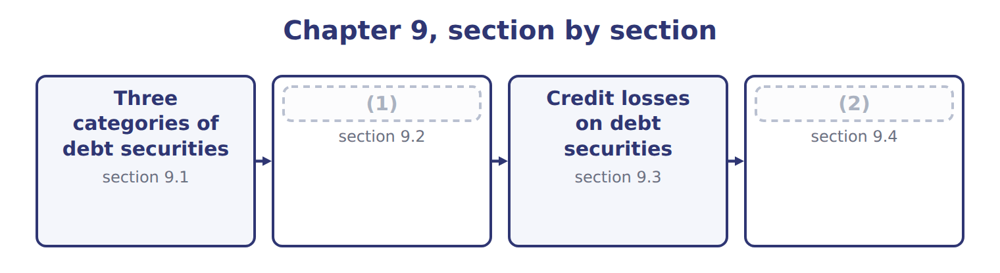 Chapter 9, section by section
Three
categories of
debt securities
section 9.1
(1)
section 9.2
Credit losses
on debt
securities
section 9.3
(2)
section 9.4